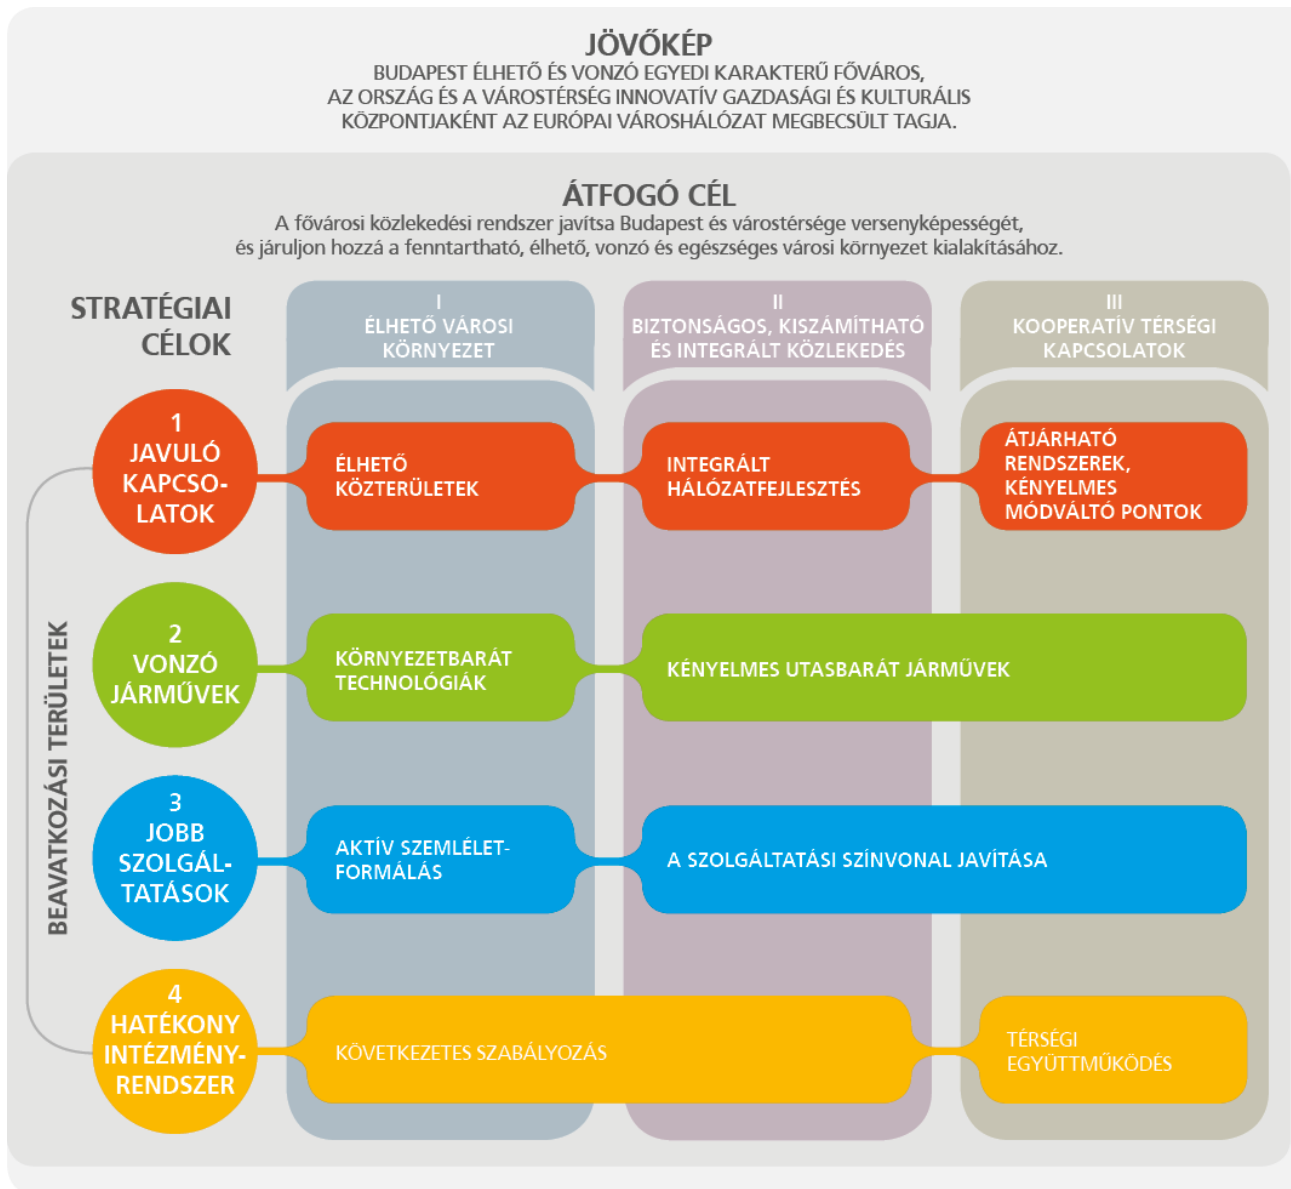 JÖVŐKÉP
BUDAPEST ÉLHETŐ ÉS VONZÓ EGYEDI KARAKTERŰ FŐVÁROS,
AZ ORSZÁG ÉS A VÁROSTÉRSÉG INNOVATÍV GAZDASÁGI ÉS KULTURÁLIS
KÖZPONTJAKÉNT AZ EURÓPAI VÁROSHÁLÓZAT MEGBECSÜLT TAGJA.
ÁTFOGÓ CÉL
A fővárosi közlekedési rendszer javítsa Budapest és várostérsége versenyképességét,
és járuljon hozzá a fenntartható, élhető, vonzó és egészséges városi környezet kialakításához.
STRATÉGIAI
CÉLOK
I
ÉLHETŐ VÁROSI
KÖRNYEZET
II
BIZTONSÁGOS, KISZÁMÍTHATÓ
ÉS INTEGRÁLT KÖZLEKEDÉS
III
KOOPERATÍV TÉRSÉGI
KAPCSOLATOK
BEAVATKOZÁSI TERÜLETEK
1
JAVULÓ
KAPCSO-
LATOK
ÉLHETŐ
KÖZTERÜLETEK
INTEGRÁLT
HÁLÓZATFEJLESZTÉS
ÁTJÁRHATÓ
RENDSZEREK,
KÉNYELMES
MÓDVÁLTÓ PONTOK
2
VONZÓ
JÁRMŰVEK
KÖRNYEZETBARÁT
TECHNOLÓGIÁK
KÉNYELMES UTASBARÁT JÁRMŰVEK
3
JOBB
SZOLGÁL-
TATÁSOK
AKTÍV SZEMLÉLET-
FORMÁLÁS
A SZOLGÁLTATÁSI SZÍNVONAL JAVÍTÁSA
4
HATÉKONY
INTÉZMÉNY-
RENDSZER
KÖVETKEZETES SZABÁLYOZÁS
TÉRSÉGI
EGYÜTTMŰKÖDÉS